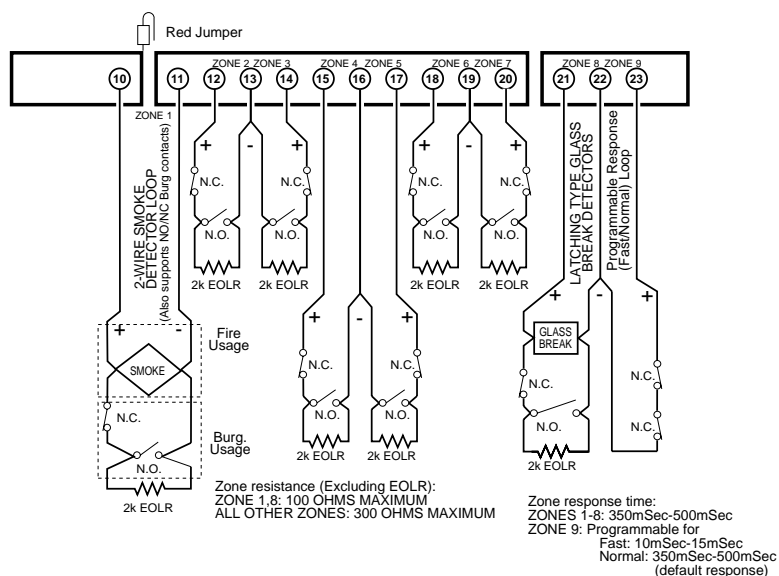 Red Jumper
ZONE 2 ZONE 3
ZONE 4 ZONE 5
ZONE 6 ZONE 7
ZONE 8 ZONE 9
10
11
12
13
14
15
16
17
18
19
20
21
22
23
ZONE 1
2-WIRE SMOKE
DETECTOR LOOP
(Also supports NO/NC Burg contacts)
LATCHING TYPE GLASS
BREAK DETECTORS
Programmable Response
(Fast/Normal) Loop
+
-
+
N.C.
N.C.
N.O.
N.O.
2k EOLR
2k EOLR
+
-
+
N.C.
N.C.
N.O.
N.O.
2k EOLR
2k EOLR
+
-
+
N.C.
N.C.
N.O.
N.O.
2k EOLR
2k EOLR
+
-
Fire
Usage
SMOKE
N.C.
Burg.
Usage
N.O.
2k EOLR
+
-
+
GLASS
BREAK
N.C.
N.O.
2k EOLR
N.C.
N.C.
Zone resistance (Excluding EOLR):
ZONE 1,8: 100 OHMS MAXIMUM
ALL OTHER ZONES: 300 OHMS MAXIMUM
Zone response time:
ZONES 1-8: 350mSec-500mSec
ZONE 9: Programmable for
Fast: 10mSec-15mSec
Normal: 350mSec-500mSec
(default response)